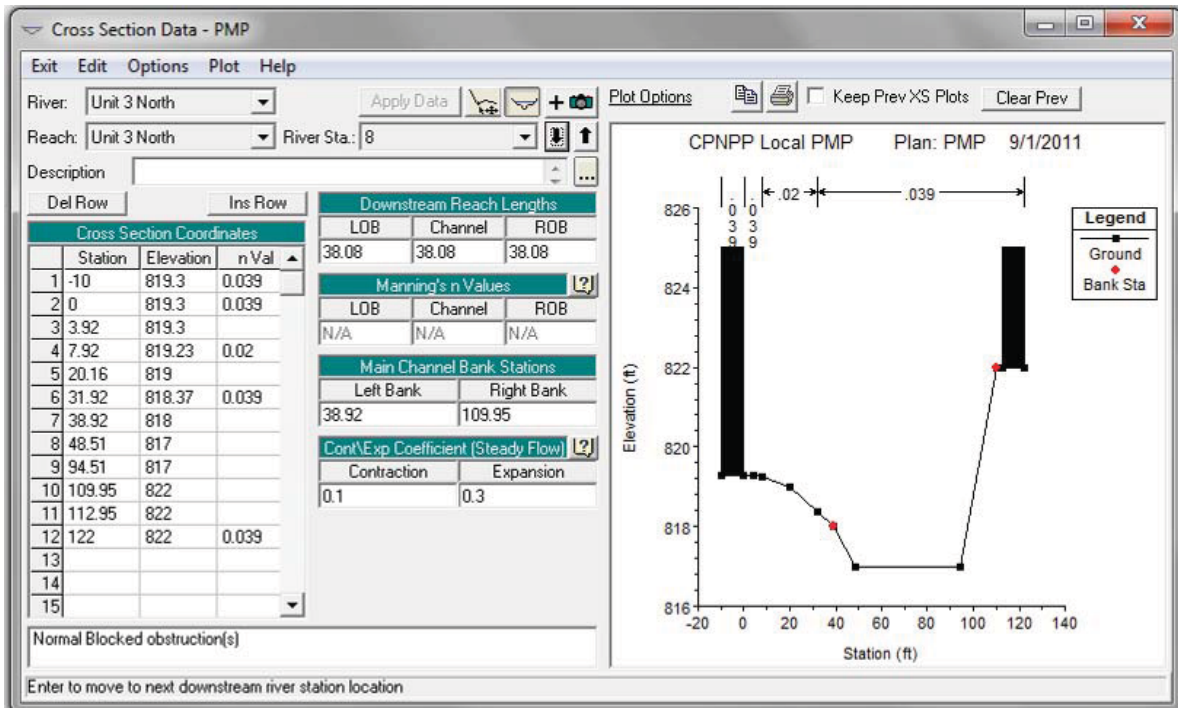 Cross Section Data - PMP
Exit Edit Options Plot Help
River: Unit 3 North Apply Data
Reach: Unit 3 North River Sta.: 8
Description ...
Del Row Ins Row
Cross Section Coordinates
Station Elevation n Val
1 -10 819.3 0.039
2 0 819.3 0.039
3 3.92 819.3
4 7.92 819.23 0.02
5 20.16 819
6 31.92 818.37 0.039
7 38.92 818
8 48.51 817
9 94.51 817
10 109.95 822
11 112.95 822
12 122 822 0.039
13
14
15
Downstream Reach Lengths
LOB Channel ROB
38.08 38.08 38.08
Manning's n Values
LOB Channel ROB
N/A N/A N/A
Main Channel Bank Stations
Left Bank Right Bank
38.92 109.95
Cont\Exp Coefficient (Steady Flow)
Contraction Expansion
0.1 0.3
Normal Blocked obstruction(s)
Enter to move to next downstream river station location
Plot Options Keep Prev XS Plots Clear Prev
CPNPP Local PMP Plan: PMP 9/1/2011
.039 .039 .02 .039
Legend
Ground
Bank Sta
Elevation (ft)
826
824
822
820
818
816
-20 0 20 40 60 80 100 120 140
Station (ft)